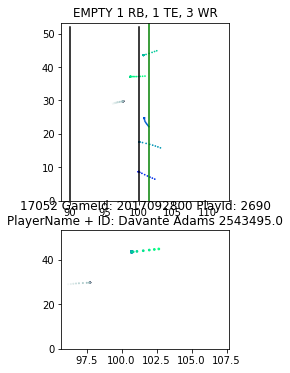 EMPTY 1 RB, 1 TE, 3 WR
50
40
30
20
10
0
90 95 100 105 110
17052 GameId: 2017092800 PlayId: 2690
PlayerName + ID: Davante Adams 2543495.0
40
20
0
97.5 100.0 102.5 105.0 107.5